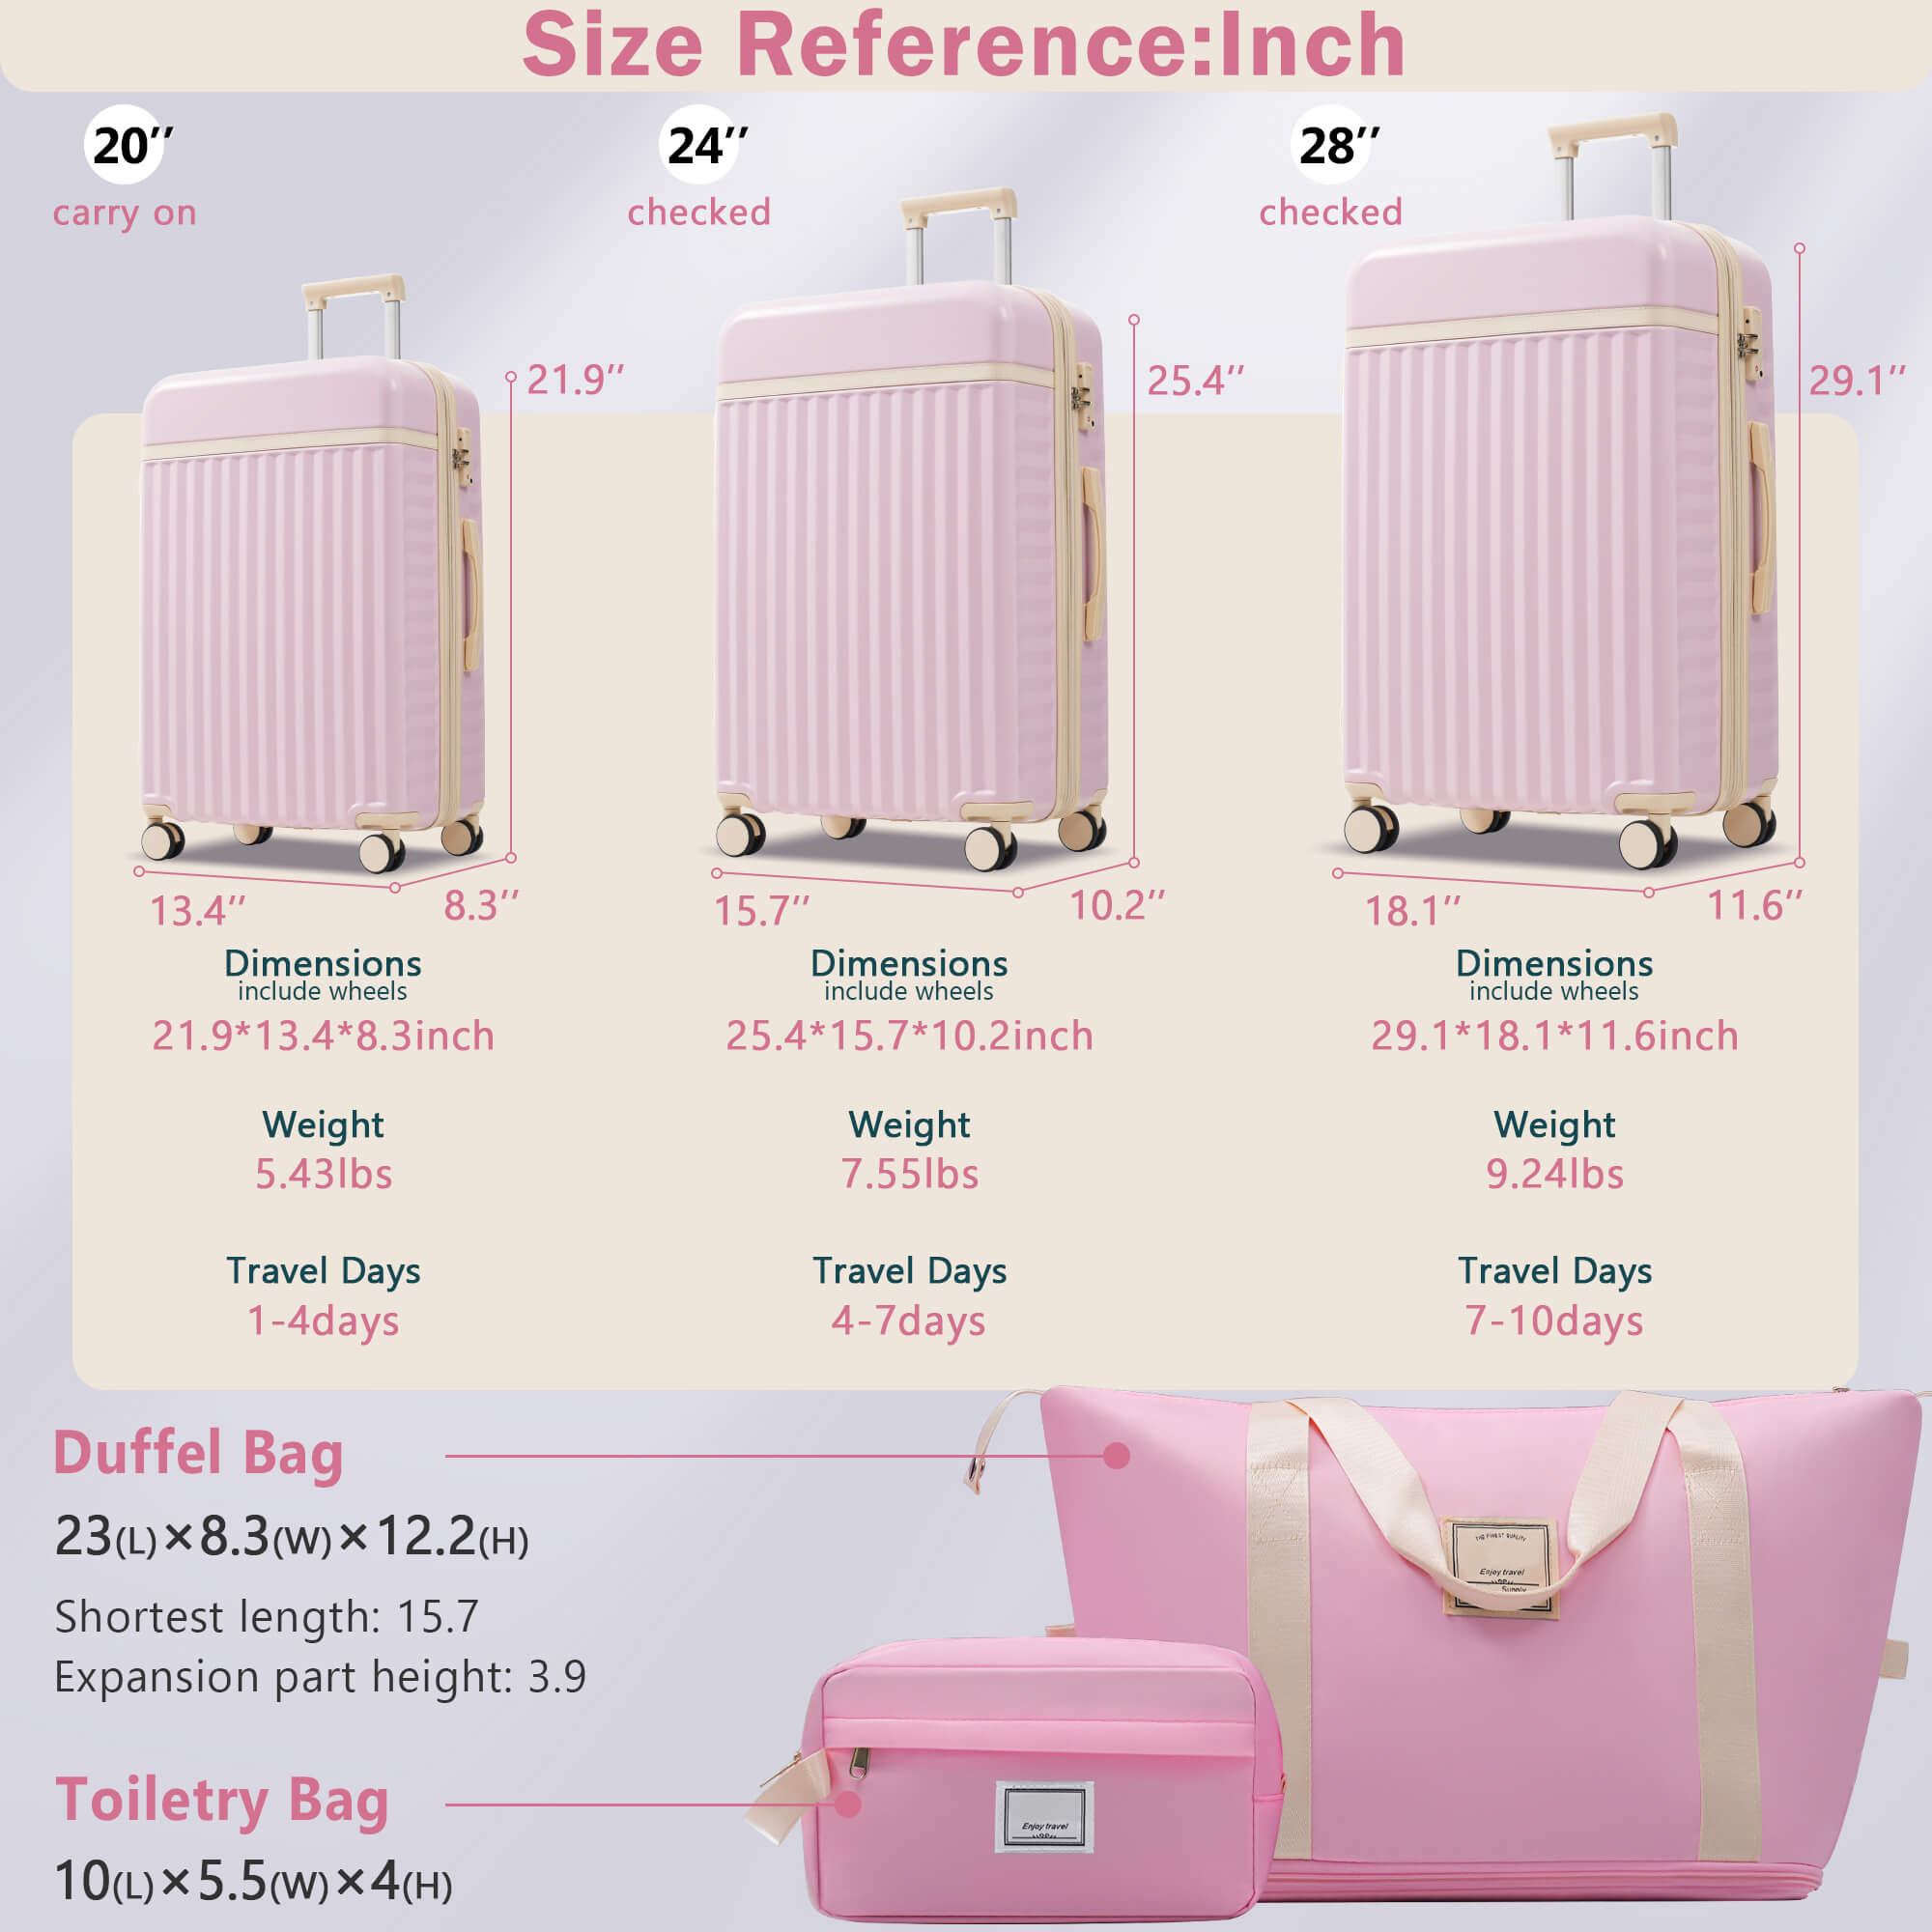 Size Reference:Inch
20''
carry on
24''
checked
28''
checked
21.9''
25.4''
29.1''
13.4''
8.3''
15.7''
10.2''
18.1''
11.6''
Dimensions
include wheels
21.9*13.4*8.3inch
Weight
5.43lbs
Travel Days
1-4days
Dimensions
include wheels
25.4*15.7*10.2inch
Weight
7.55lbs
Travel Days
4-7days
Dimensions
include wheels
29.1*18.1*11.6inch
Weight
9.24lbs
Travel Days
7-10days
Duffel Bag
23(L)×8.3(W)×12.2(H)
Shortest length: 15.7
Expansion part height: 3.9
THE FINEST QUALITY
Enjoy travel
Supply
Toiletry Bag
10(L)×5.5(W)×4(H)
Enjoy travel